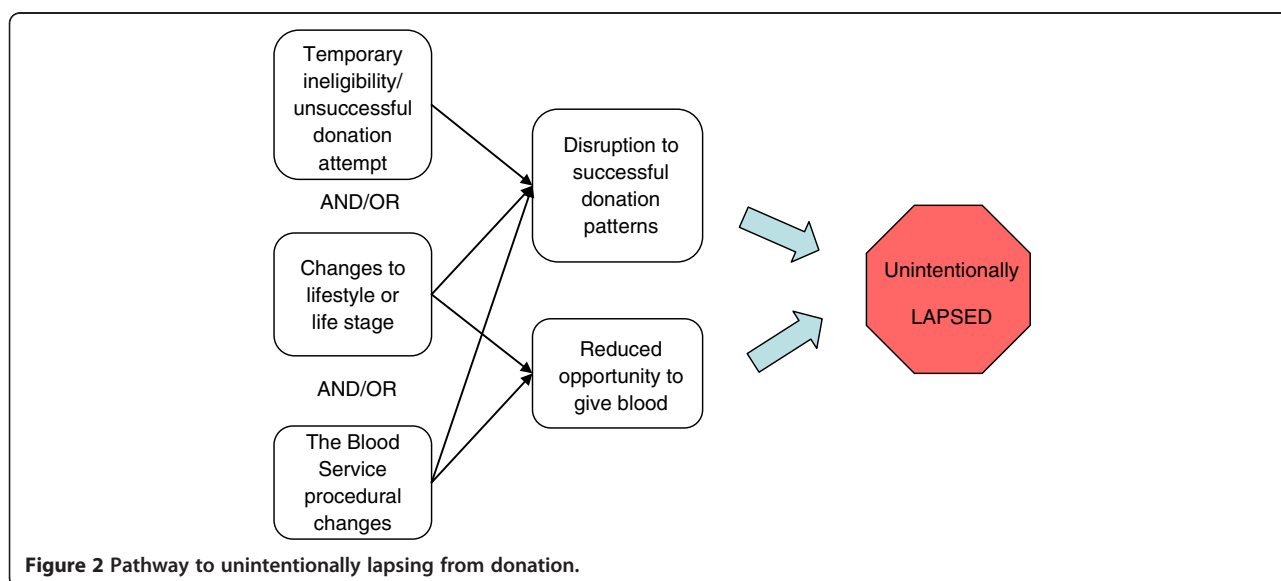 Temporary
ineligibility/
unsuccessful
donation
attempt
AND/OR
Changes to
lifestyle or
life stage
AND/OR
The Blood
Service
procedural
changes
Disruption to
successful
donation
patterns
Reduced
opportunity to
give blood
Unintentionally
LAPSED
Figure 2 Pathway to unintentionally lapsing from donation.